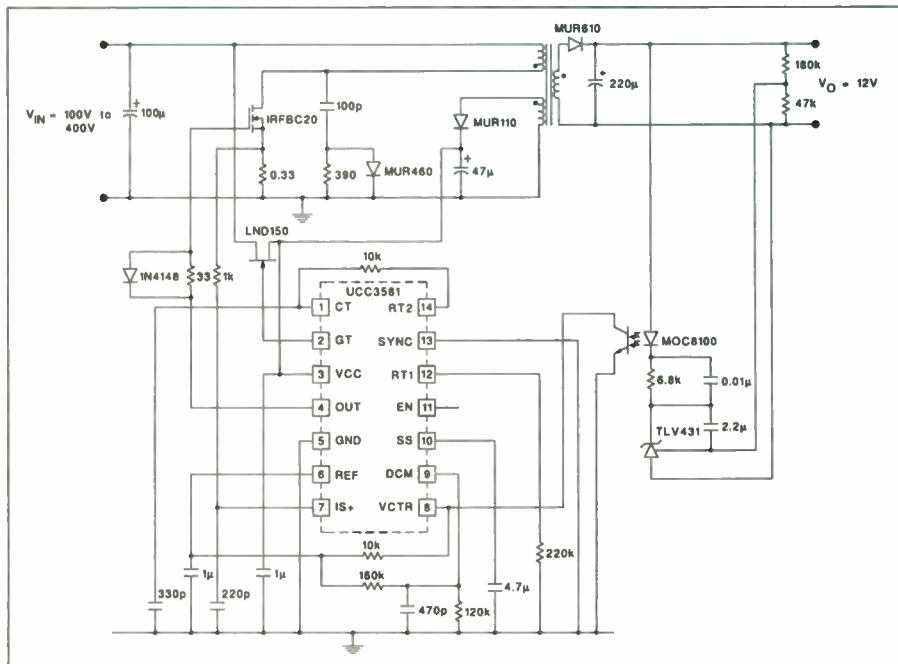 MUR610
180k
V_O = 12V
220µ
47k
100p
MUR110
V_IN = 100V to
400V
100µ
IRFBC20
0.33
390
MUR460
47µ
LND150
1N4148
33
1k
10k
UCC3581
1 CT RT2 14
2 GT SYNC 13
3 VCC RT1 12
4 OUT EN 11
5 GND SS 10
6 REF DCM 9
7 IS+ VCTR 8
MOC8100
6.8k
0.01µ
2.2µ
TLV431
10k
160k
220k
330p
1µ
220p
1µ
470p
120k
4.7µ